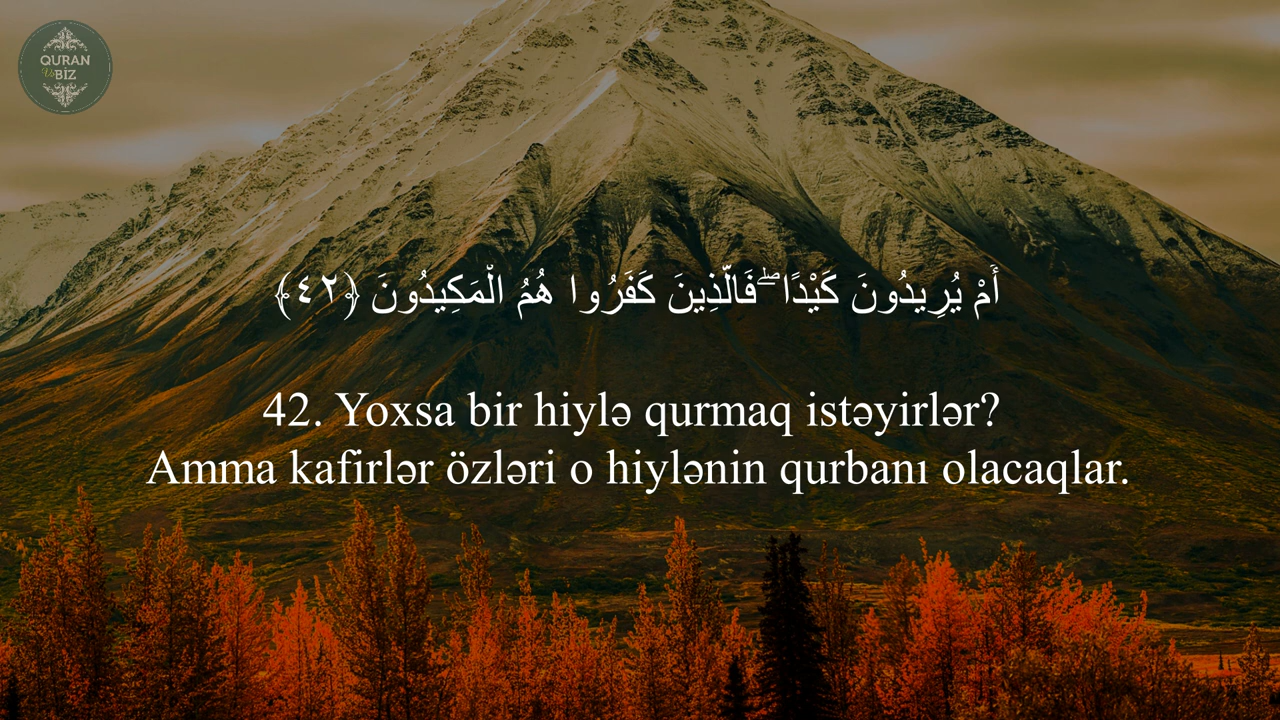 QURAN
Və BİZ
أَمْ يُرِيدُونَ كَيْدًا ۖ فَالَّذِينَ كَفَرُوا هُمُ الْمَكِيدُونَ ﴿٤٢﴾
42. Yoxsa bir hiylə qurmaq istəyirlər?
Amma kafirlər özləri o hiylənin qurbanı olacaqlar.